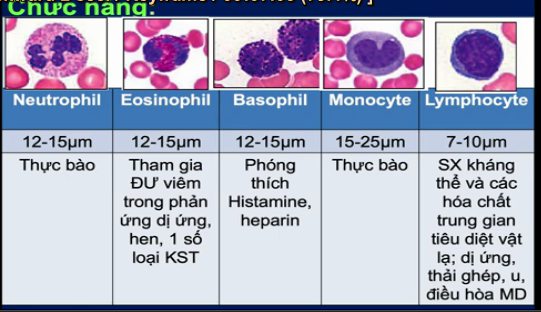 Chức năng:
Neutrophil
Eosinophil
Basophil
Monocyte
Lymphocyte
12-15µm
12-15µm
12-15µm
15-25µm
7-10µm
Thực bào
Tham gia
ĐƯ viêm
trong phản
ứng dị ứng,
hen, 1 số
loại KST
Phóng
thích
Histamine,
heparin
Thực bào
SX kháng
thể và các
hóa chất
trung gian
tiêu diệt vật
lạ; dị ứng,
thải ghép, u,
điều hòa MD